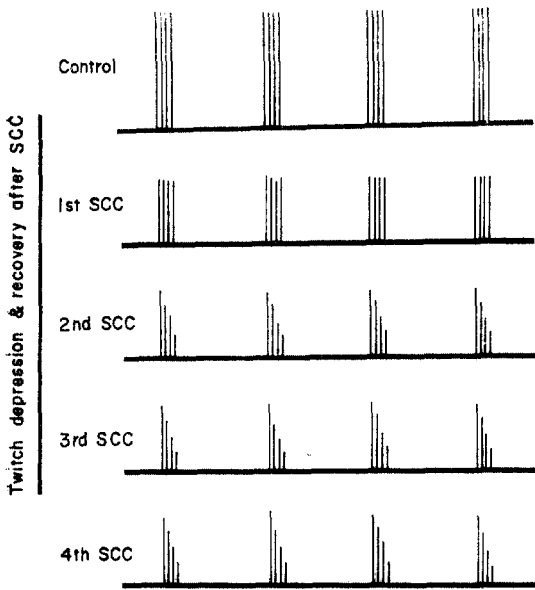 Twitch depression & recovery after SCC
Control
1st SCC
2nd SCC
3rd SCC
4th SCC